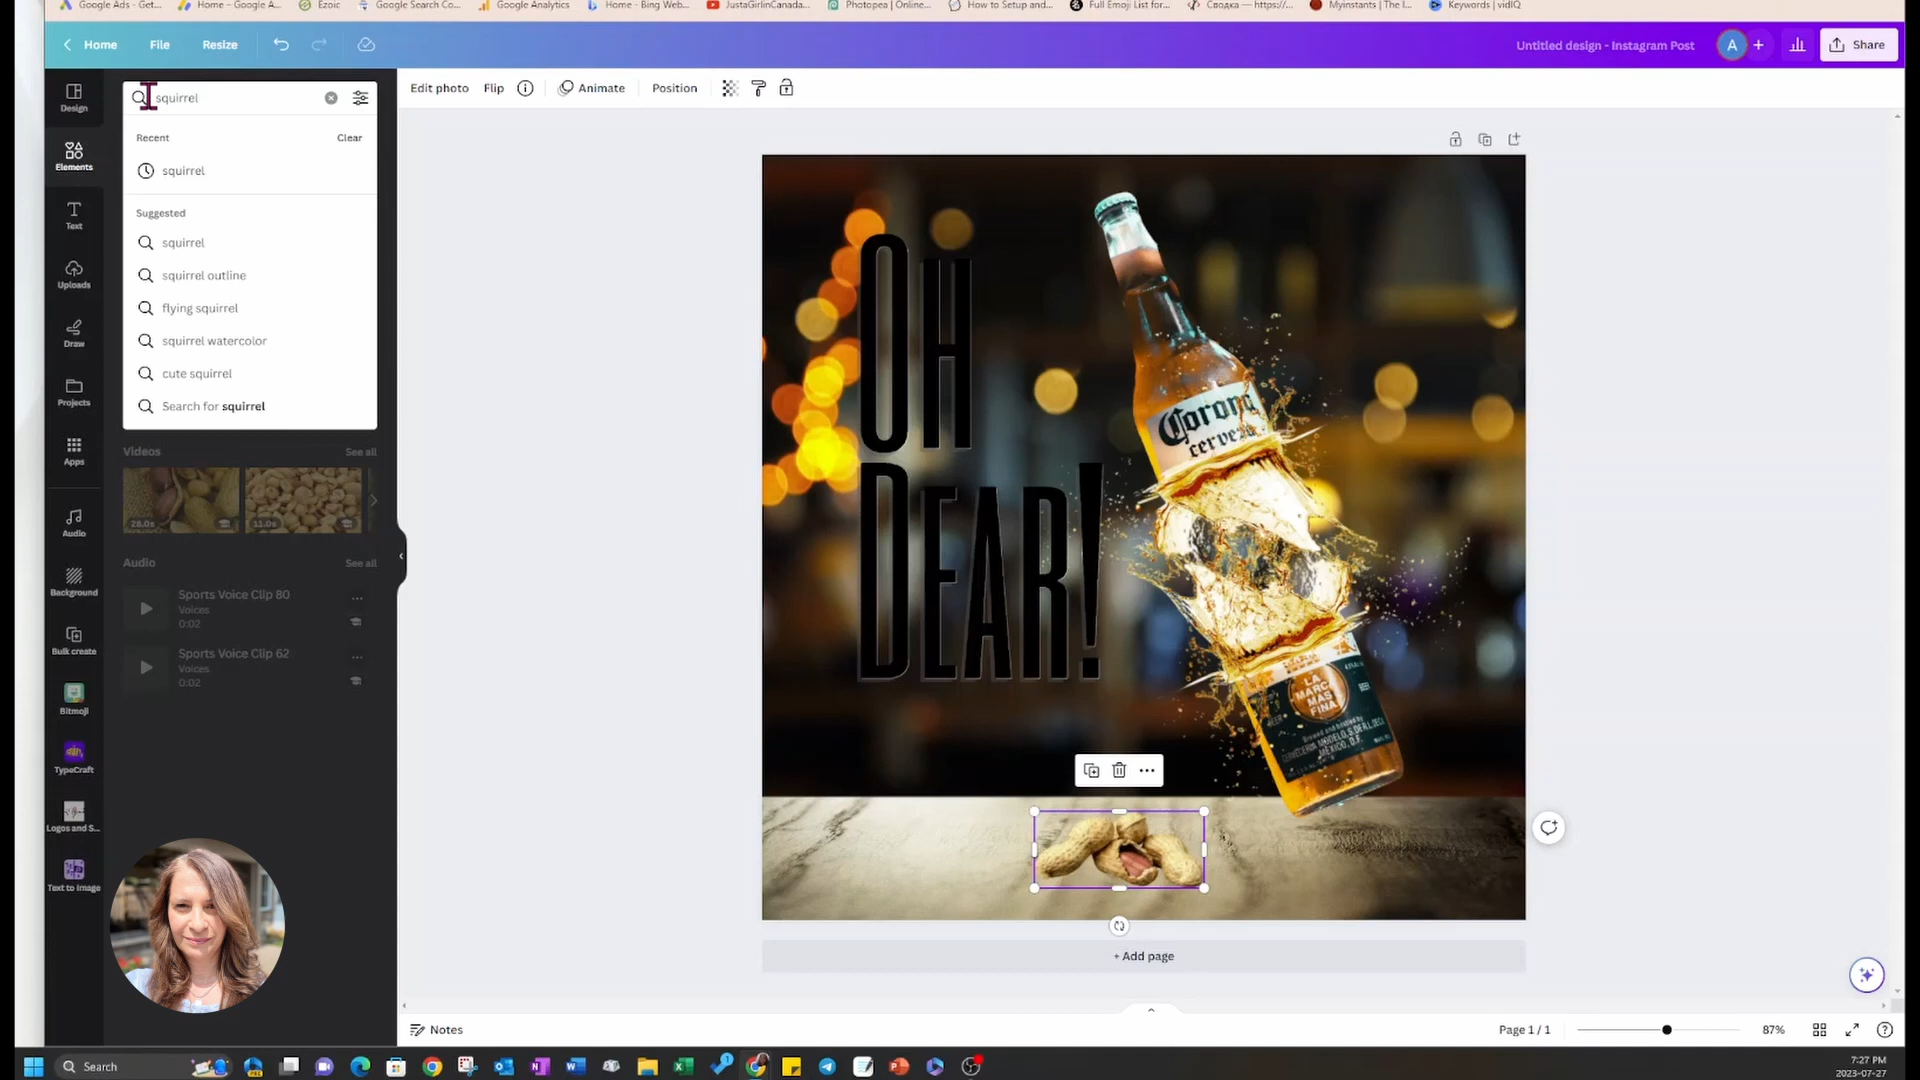 Google Ads - Get...
Home - Google A...
Ezoic
Google Search Co...
Google Analytics
Home - Bing Web...
JustaGirlinCanada...
Photopea | Online...
How to Setup and...
Full Emoji List for...
Сводка — https://...
Myinstants | The l...
Keywords | vidIQ
Home
File
Resize
Untitled design - Instagram Post
A
Share
Design
Elements
Text
Uploads
Draw
Projects
Apps
Audio
Background
Bulk create
Bitmoji
TypeCraft
Logos and S...
Text to Image
squirrel
Recent
Clear
squirrel
Suggested
squirrel
squirrel outline
flying squirrel
squirrel watercolor
cute squirrel
Search for squirrel
Videos
See all
28.0s
11.0s
Audio
See all
Sports Voice Clip 80
Voices
0:02
Sports Voice Clip 62
Voices
0:02
Edit photo
Flip
Animate
Position
OH
DEAR!
Corona
cerveza
LA
MARC
MAS
FINA
BEER
+ Add page
Notes
Page 1 / 1
87%
Search
7:27 PM
2023-07-27